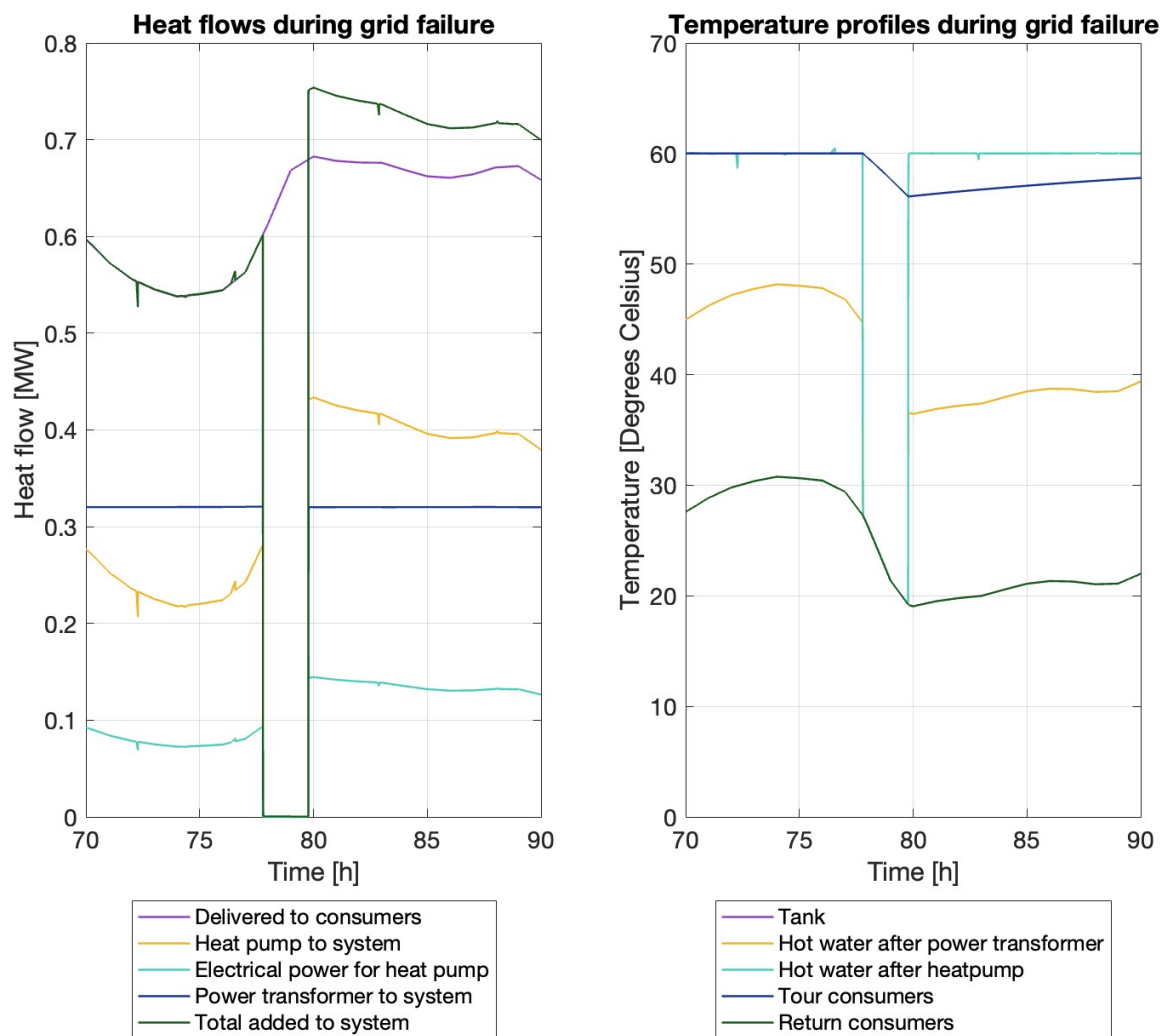 Heat flows during grid failure
0.8
0.7
0.6
0.5
0.4
0.3
0.2
0.1
0
Heat flow [MW]
70 75 80 85 90
Time [h]
Delivered to consumers
Heat pump to system
Electrical power for heat pump
Power transformer to system
Total added to system
Temperature profiles during grid failure
70
60
50
40
30
20
10
0
Temperature [Degrees Celsius]
70 75 80 85 90
Time [h]
Tank
Hot water after power transformer
Hot water after heatpump
Tour consumers
Return consumers